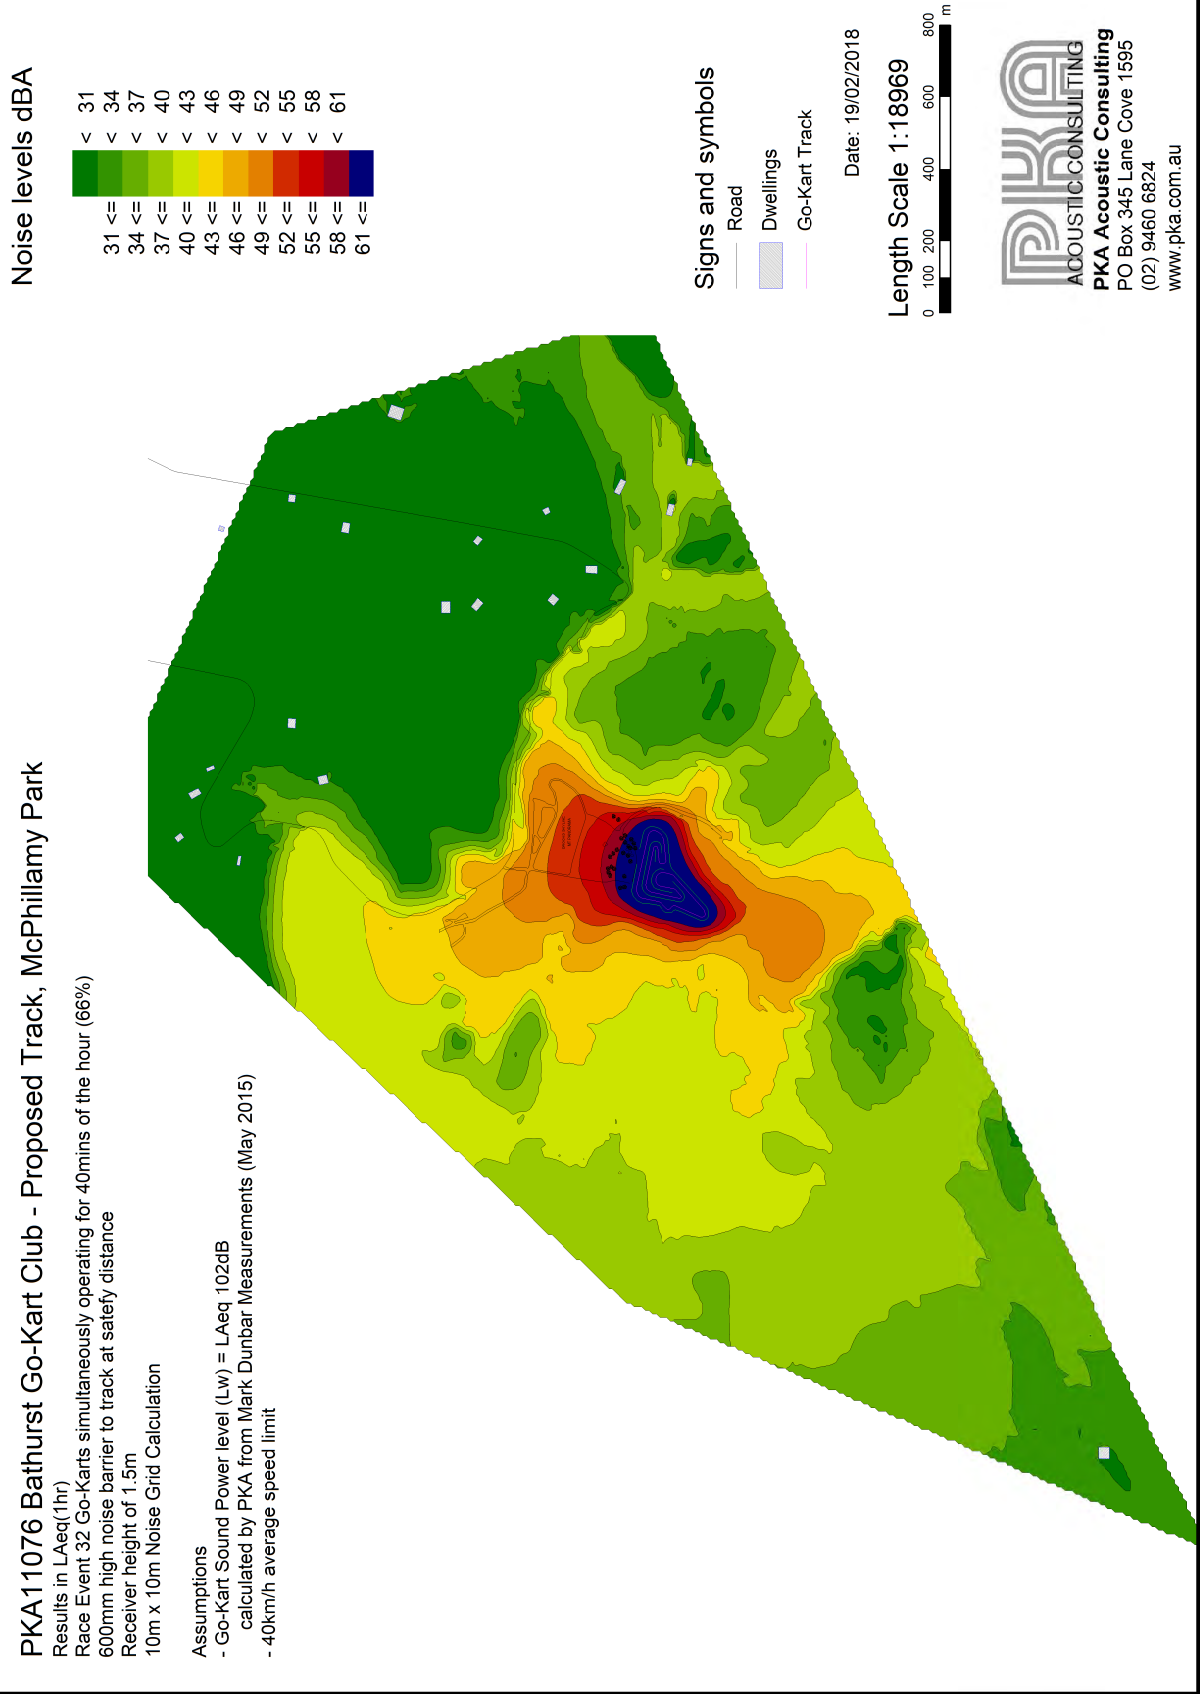 PKA11076 Bathurst Go-Kart Club - Proposed Track, McPhillamy Park
Results in LAeq(1hr)
Race Event 32 Go-Karts simultaneously operating for 40mins of the hour (66%)
600mm high noise barrier to track at satefy distance
Receiver height of 1.5m
10m x 10m Noise Grid Calculation
Assumptions
- Go-Kart Sound Power level (Lw) = LAeq 102dB
calculated by PKA from Mark Dunbar Measurements (May 2015)
- 40km/h average speed limit
Noise levels dBA
< 31
31 <= < 34
34 <= < 37
37 <= < 40
40 <= < 43
43 <= < 46
46 <= < 49
49 <= < 52
52 <= < 55
55 <= < 58
58 <= < 61
61 <=
Signs and symbols
Road
Dwellings
Go-Kart Track
Date: 19/02/2018
Length Scale 1:18969
0 100 200 400 600 800
m
PKA
ACOUSTIC CONSULTING
PKA Acoustic Consulting
PO Box 345 Lane Cove 1595
(02) 9460 6824
www.pka.com.au